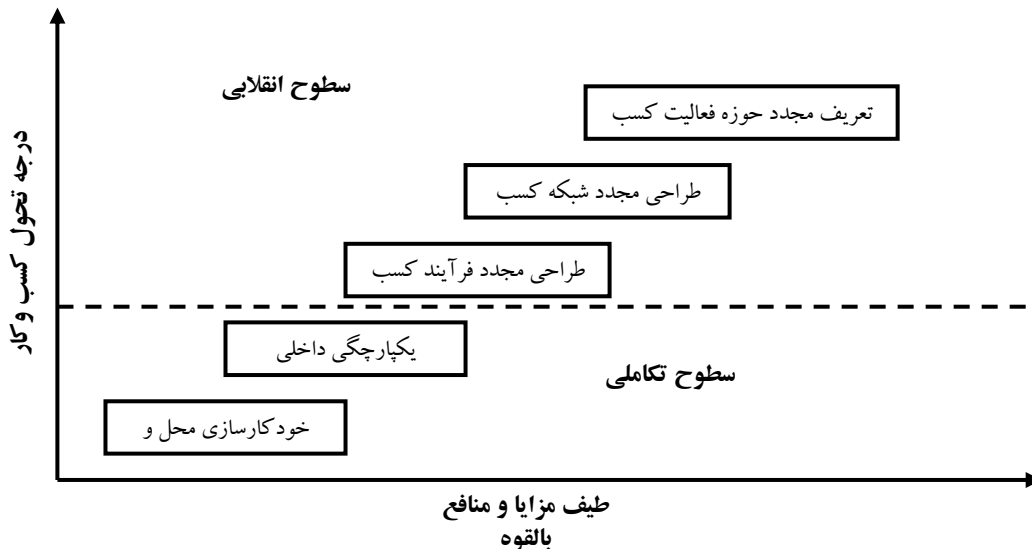 سطوح انقلابی
تعریف مجدد حوزه فعالیت کسب
طراحی مجدد شبکه کسب
طراحی مجدد فرآیند کسب
یکپارچگی داخلی
سطوح تکاملی
خودکارسازی محل و
درجه تحول کسب و کار
طیف مزایا و منافع
بالقوه